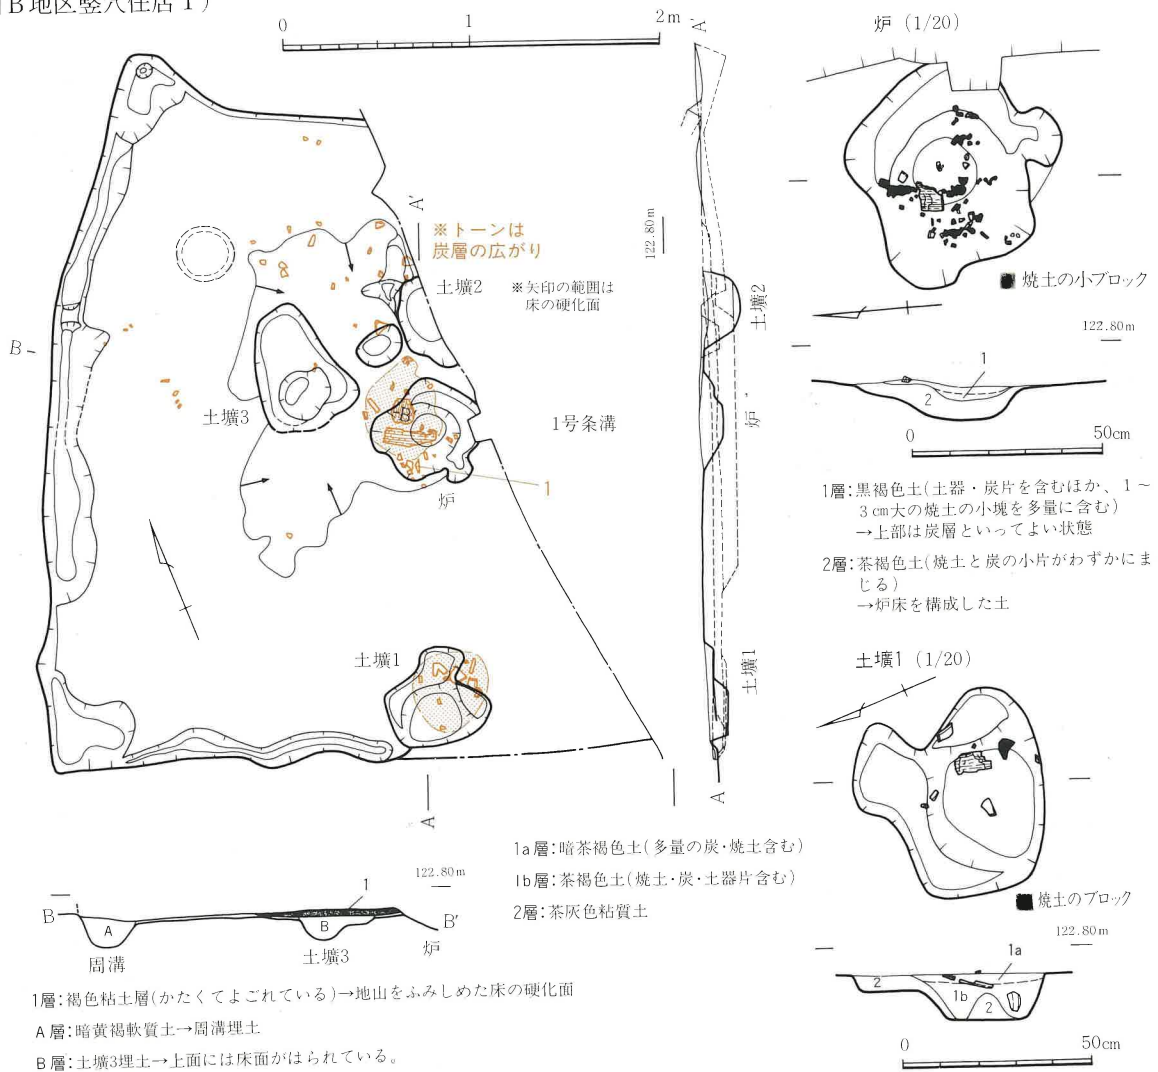 B地区竪穴住居1）
0 1 2m
A′
炉（1/20）
A′
※トーンは
炭層の広がり
122.80m
土壙2
※矢印の範囲は
床の硬化面
土壙2
焼土の小ブロック
122.80m
B
B
土壙3
1号条溝
炉
1
2
0 50cm
炉
1
1層：黒褐色土（土器・炭片を含むほか、1～
3cm大の焼土の小塊を多量に含む）
→上部は炭層といってよい状態
2層：茶褐色土（焼土と炭の小片がわずかにま
じる）
→炉床を構成した土
土壙1
土壙1
土壙1（1/20）
A
A
1a層：暗茶褐色土（多量の炭・焼土含む）
1b層：茶褐色土（焼土・炭・土器片含む）
2層：茶灰色粘質土
焼土のブロック
122.80m
1
122.80m
B
A
B
B′
周溝
土壙3
炉
1a
2
1b
2
0 50cm
1層：褐色粘土層（かたくてよごれている）→地山をふみしめた床の硬化面
A層：暗黄褐軟質土→周溝埋土
B層：土壙3埋土→上面には床面がはられている。